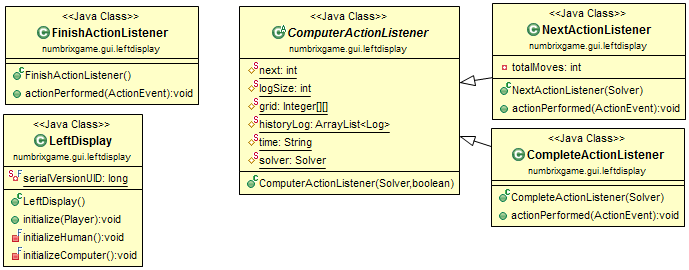 <<Java Class>>
FinishActionListener
numbrixgame.gui.leftdisplay
FinishActionListener()
actionPerformed(ActionEvent):void
<<Java Class>>
LeftDisplay
numbrixgame.gui.leftdisplay
serialVersionUID: long
LeftDisplay()
initialize(Player):void
initializeHuman():void
initializeComputer():void
<<Java Class>>
ComputerActionListener
numbrixgame.gui.leftdisplay
next: int
logSize: int
grid: Integer[][]
historyLog: ArrayList<Log>
time: String
solver: Solver
ComputerActionListener(Solver,boolean)
<<Java Class>>
NextActionListener
numbrixgame.gui.leftdisplay
totalMoves: int
NextActionListener(Solver)
actionPerformed(ActionEvent):void
<<Java Class>>
CompleteActionListener
numbrixgame.gui.leftdisplay
CompleteActionListener(Solver)
actionPerformed(ActionEvent):void